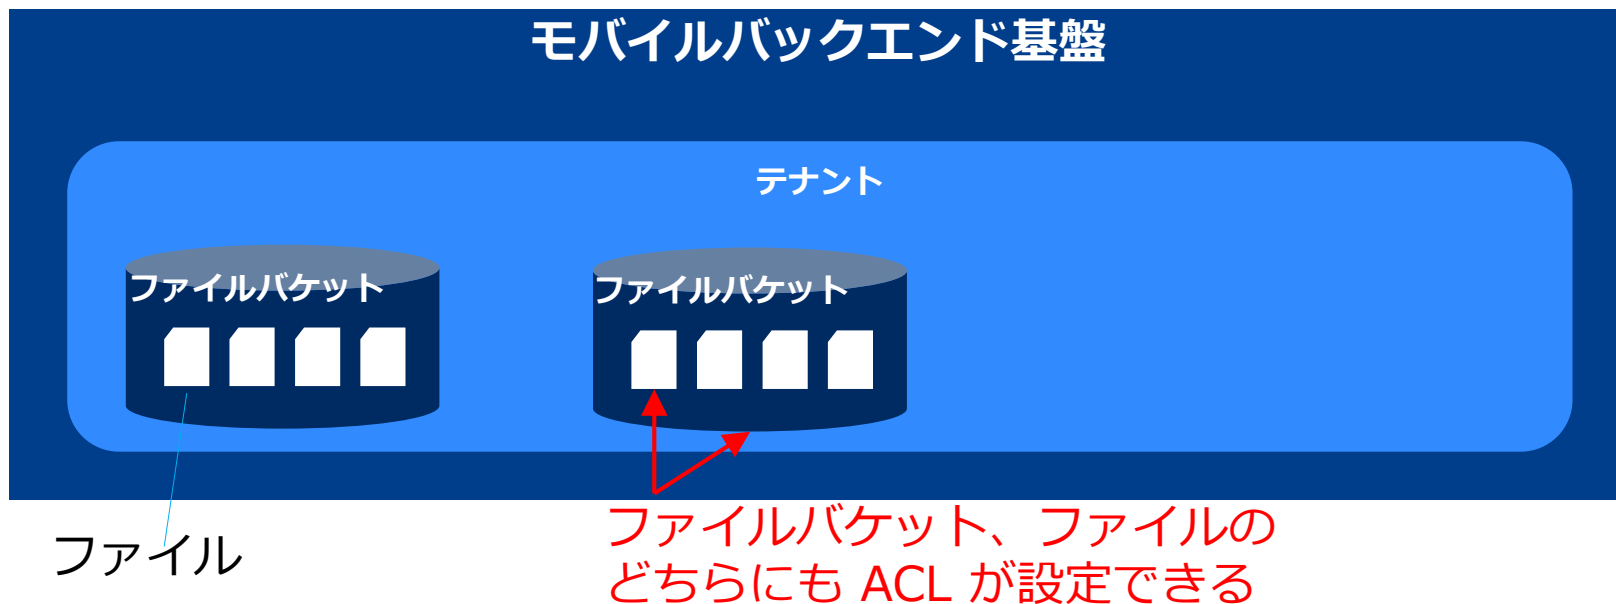 モバイルバックエンド基盤
テナント
ファイルバケット
ファイルバケット
ファイル
ファイルバケット、ファイルの
どちらにも ACL が設定できる